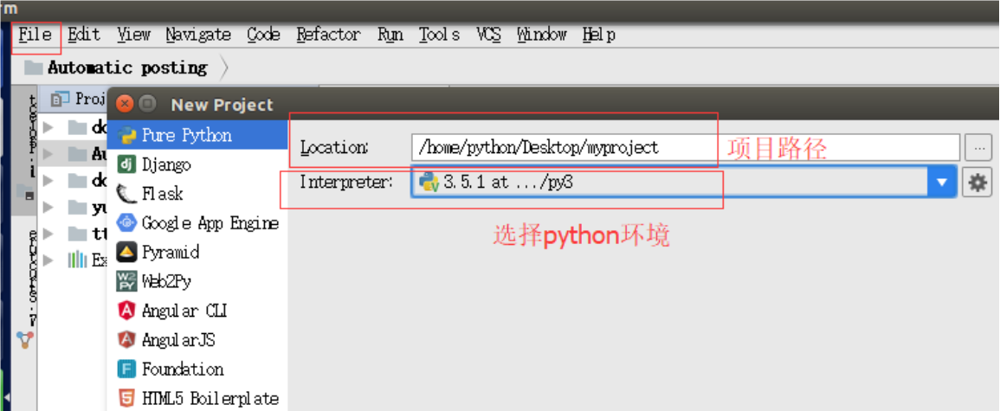 rm
File Edit View Navigate Code Refactor Run Tools VCS Window Help
Automatic posting
Proj
New Project
Pure Python
Django
Flask
Google App Engine
Pyramid
Web2Py
Angular CLI
AngularJS
Foundation
HTML5 Boilerplate
Location: /home/python/Desktop/myproject ... 项目路径
Interpreter: 3.5.1 at .../py3
选择python环境
do
Au
do
yu
tt
Ex